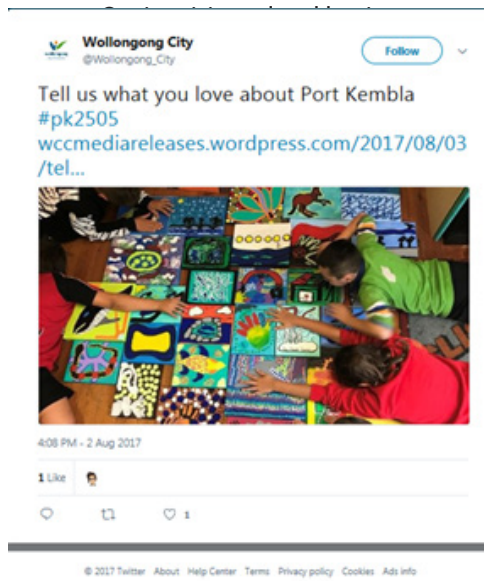 Wollongong City
@Wollongong_City
Follow
Tell us what you love about Port Kembla
#pk2505
wccmediareleases.wordpress.com/2017/08/03
/tel...
4:08 PM - 2 Aug 2017
1 Like
1
© 2017 Twitter About Help Center Terms Privacy policy Cookies Ads info